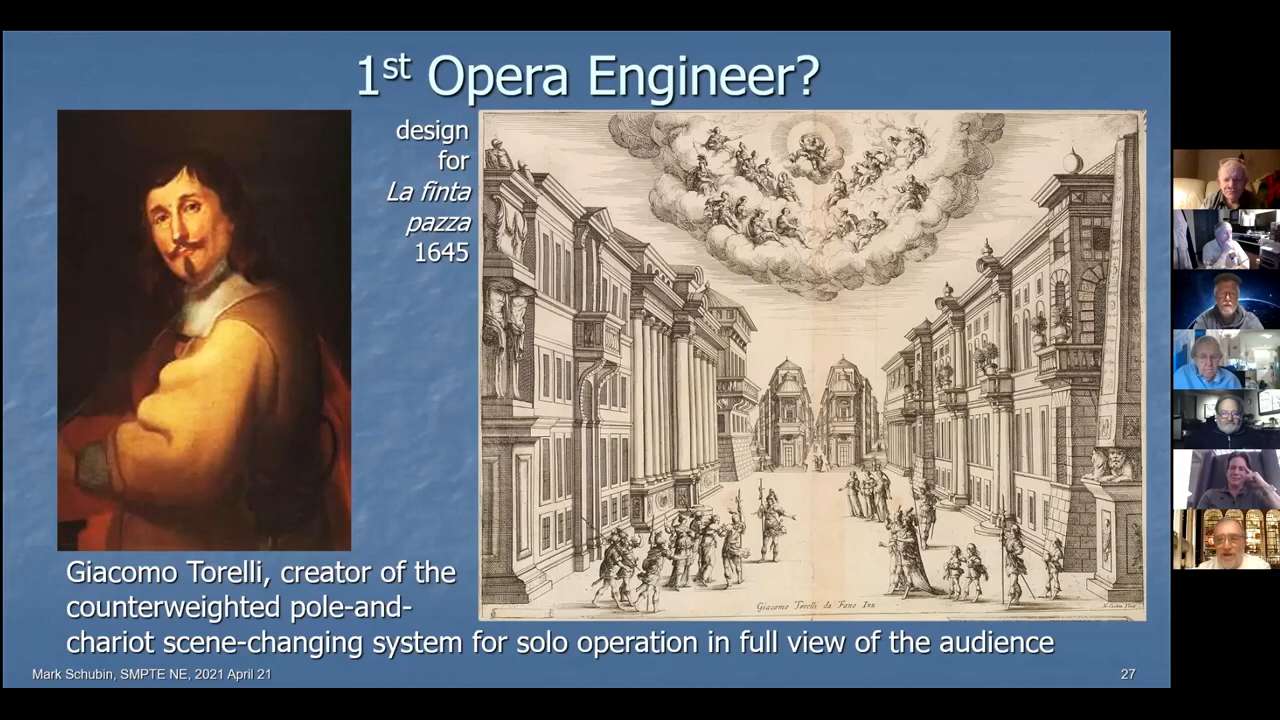 1st Opera Engineer?
design
for
La finta
pazza
1645
Giacomo Torelli da Fano Inu
Giacomo Torelli, creator of the
counterweighted pole-and-
chariot scene-changing system for solo operation in full view of the audience
Mark Schubin, SMPTE NE, 2021 April 21
27